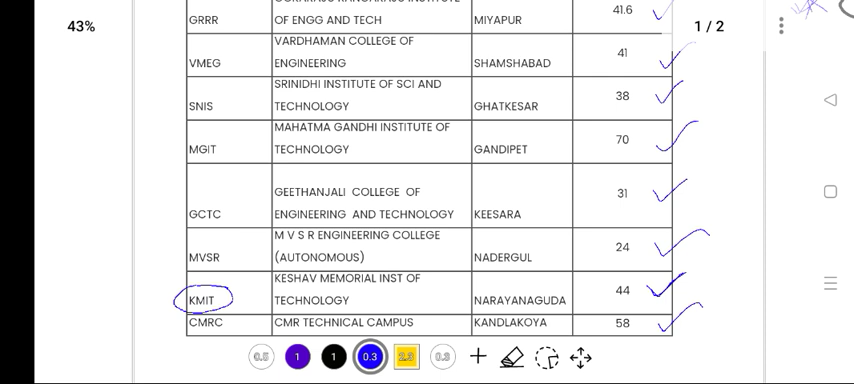 43%
1 / 2
41.6
GRRR OF ENGG AND TECH MIYAPUR
VARDHAMAN COLLEGE OF
41
VMEG ENGINEERING SHAMSHABAD
SRINIDHI INSTITUTE OF SCI AND
38
SNIS TECHNOLOGY GHATKESAR
MAHATMA GANDHI INSTITUTE OF
70
MGIT TECHNOLOGY GANDIPET
GEETHANJALI COLLEGE OF
31
GCTC ENGINEERING AND TECHNOLOGY KEESARA
M V S R ENGINEERING COLLEGE
24
MVSR (AUTONOMOUS) NADERGUL
KESHAV MEMORIAL INST OF
44
KMIT TECHNOLOGY NARAYANAGUDA
CMRC CMR TECHNICAL CAMPUS KANDLAKOYA 58
0.5 1 1 0.3 2.3 0.3